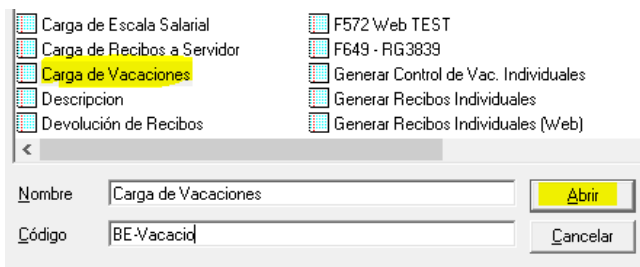 Carga de Escala Salarial
Carga de Recibos a Servidor
Carga de Vacaciones
Descripcion
Devolución de Recibos
F572 Web TEST
F649 - RG3839
Generar Control de Vac. Individuales
Generar Recibos Individuales
Generar Recibos Individuales (Web)
Nombre Carga de Vacaciones Abrir
Código BE-Vacacio Cancelar